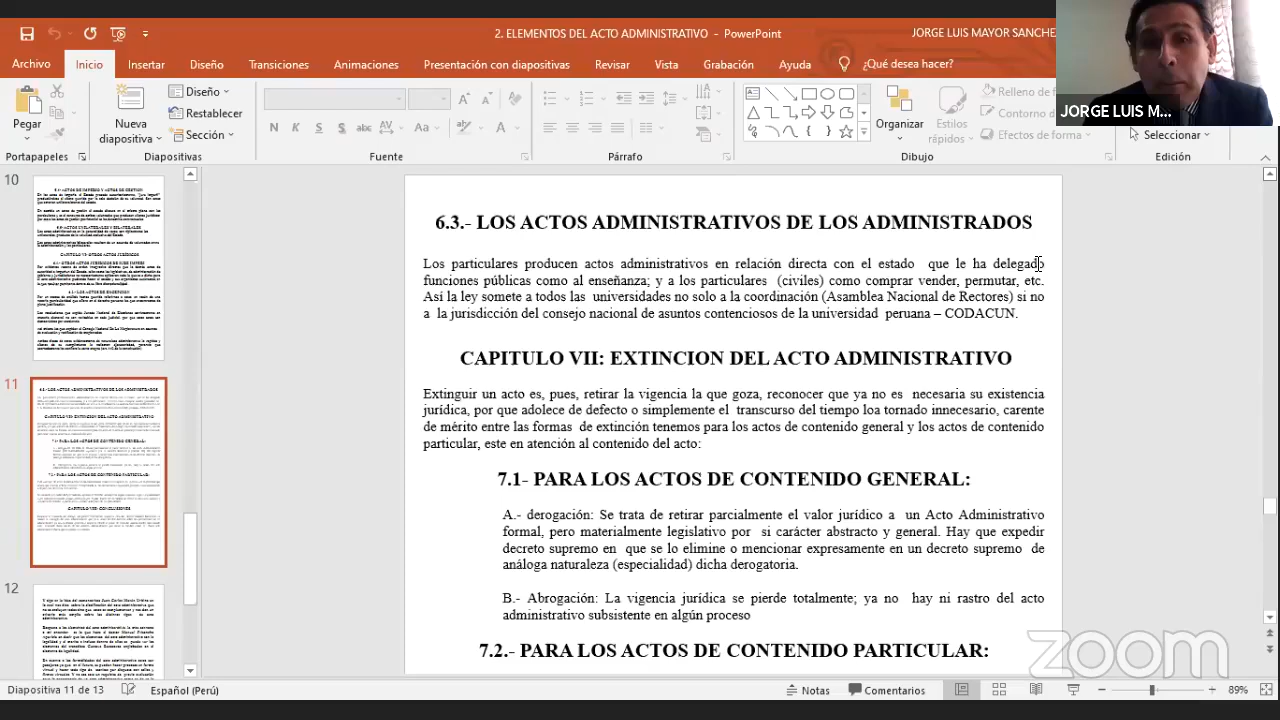 2. ELEMENTOS DEL ACTO ADMINISTRATIVO - PowerPoint
JORGE LUIS MAYOR SANCHE
JORGE LUIS M...
Archivo Inicio Insertar Diseño Transiciones Animaciones Presentación con diapositivas Revisar Vista Grabación Ayuda ¿Qué desea hacer?
Pegar
Nueva diapositiva
Diseño
Restablecer
Sección
N K S abc AV Aa A
Organizar
Estilos rápidos
Relleno de f
Contorno d
Efectos de forma
Seleccionar
Portapapeles Diapositivas Fuente Párrafo Dibujo Edición
10
11
12
6.3.- LOS ACTOS ADMINISTRATIVOS DE LOS ADMINISTRADOS
Los particulares producen actos administrativos en relaciones con el estado que le ha delegado
funciones públicas como al enseñanza; y a los particulares (civiles) como comprar vender, permutar, etc.
Así la ley somete a todos las universidades no solo a la coordinación (Asamblea Nacional de Rectores) si no
a la jurisdicción del consejo nacional de asuntos contenciosos de la universidad peruana – CODACUN.
CAPITULO VII: EXTINCION DEL ACTO ADMINISTRATIVO
Extinguir un acto es, pues, retirar la vigencia la que goza, reconocer que ya no es necesaria su existencia
jurídica, por que adolece de defecto o simplemente el transcurso del tiempo loa tomado innecesario, carente
de mérito en estas formas de extinción tenemos para los actos de contenido general y actos de contenido
particular, esto en atención al contenido del acto:
7.1- PARA LOS ACTOS DE CONTENIDO GENERAL:
A.- derogación: Se trata de retirar parcialmente valor jurídico a un acto Administrativo
formal, pero materialmente legislativo por si carácter abstracto y general. Hay que expedir
decreto supremo en que se lo elimine o mencionar expresamente en un decreto supremo de
análoga naturaleza (especialidad) dicha derogatoria.
B.- Abrogación: La vigencia jurídica se pierde totalmente; ya no hay ni rastro del acto
administrativo subsistente en algún proceso
7.2.- PARA LOS ACTOS DE CONTENIDO PARTICULAR:
zoom
Diapositiva 11 de 13 Español (Perú) Notas Comentarios 89%